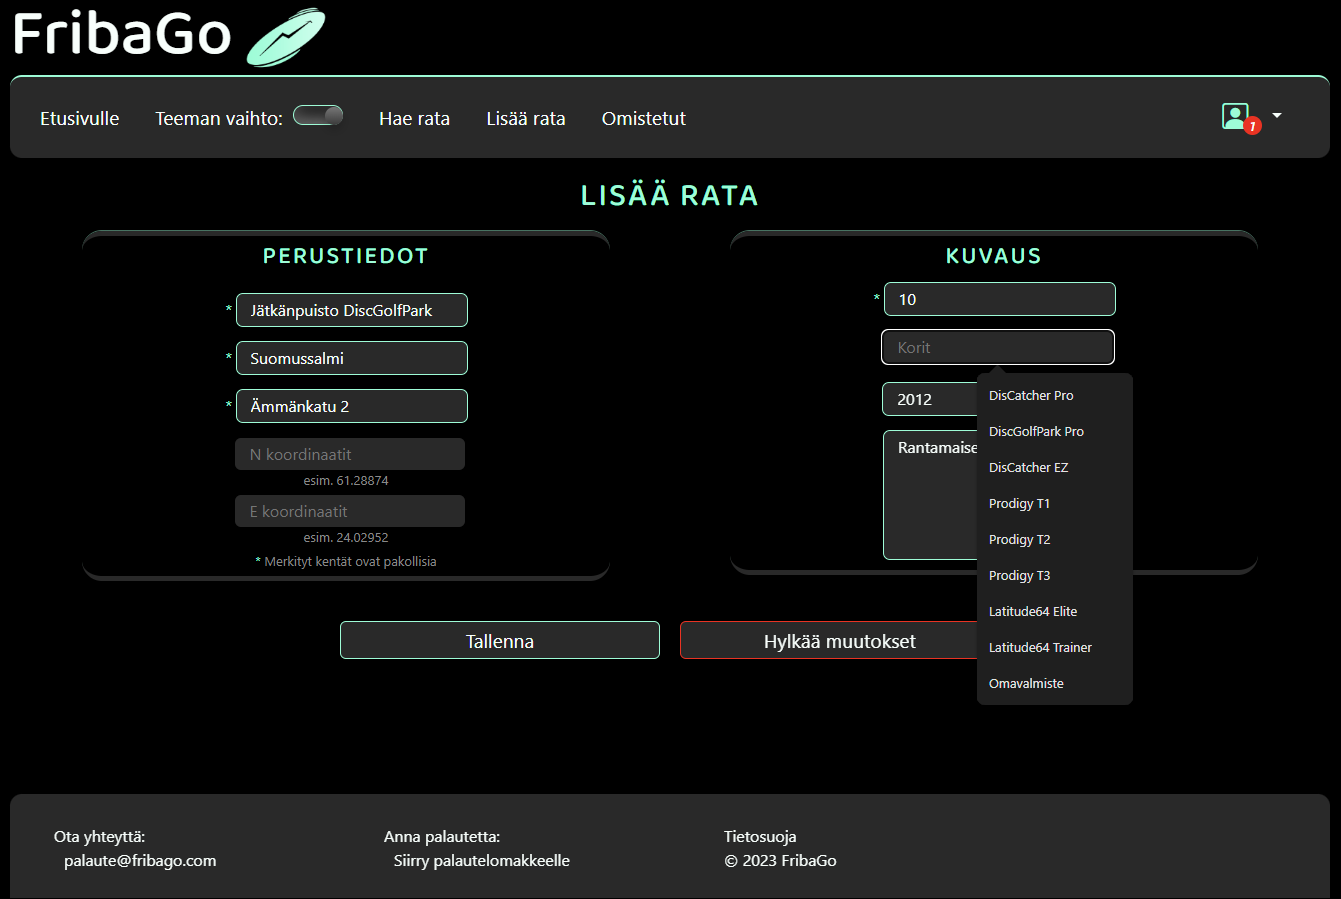 FribaGo
Etusivulle
Teeman vaihto:
Hae rata
Lisää rata
Omistetut
1
LISÄÄ RATA
PERUSTIEDOT
* Jätkänpuisto DiscGolfPark
* Suomussalmi
* Ämmänkatu 2
N koordinaatit
esim. 61.28874
E koordinaatit
esim. 24.02952
* Merkityt kentät ovat pakollisia
KUVAUS
* 10
Korit
2012
Rantamaise
DisCatcher Pro
DiscGolfPark Pro
DisCatcher EZ
Prodigy T1
Prodigy T2
Prodigy T3
Latitude64 Elite
Latitude64 Trainer
Omavalmiste
Tallenna
Hylkää muutokset
Ota yhteyttä:
palaute@fribago.com
Anna palautetta:
Siirry palautelomakkeelle
Tietosuoja
© 2023 FribaGo